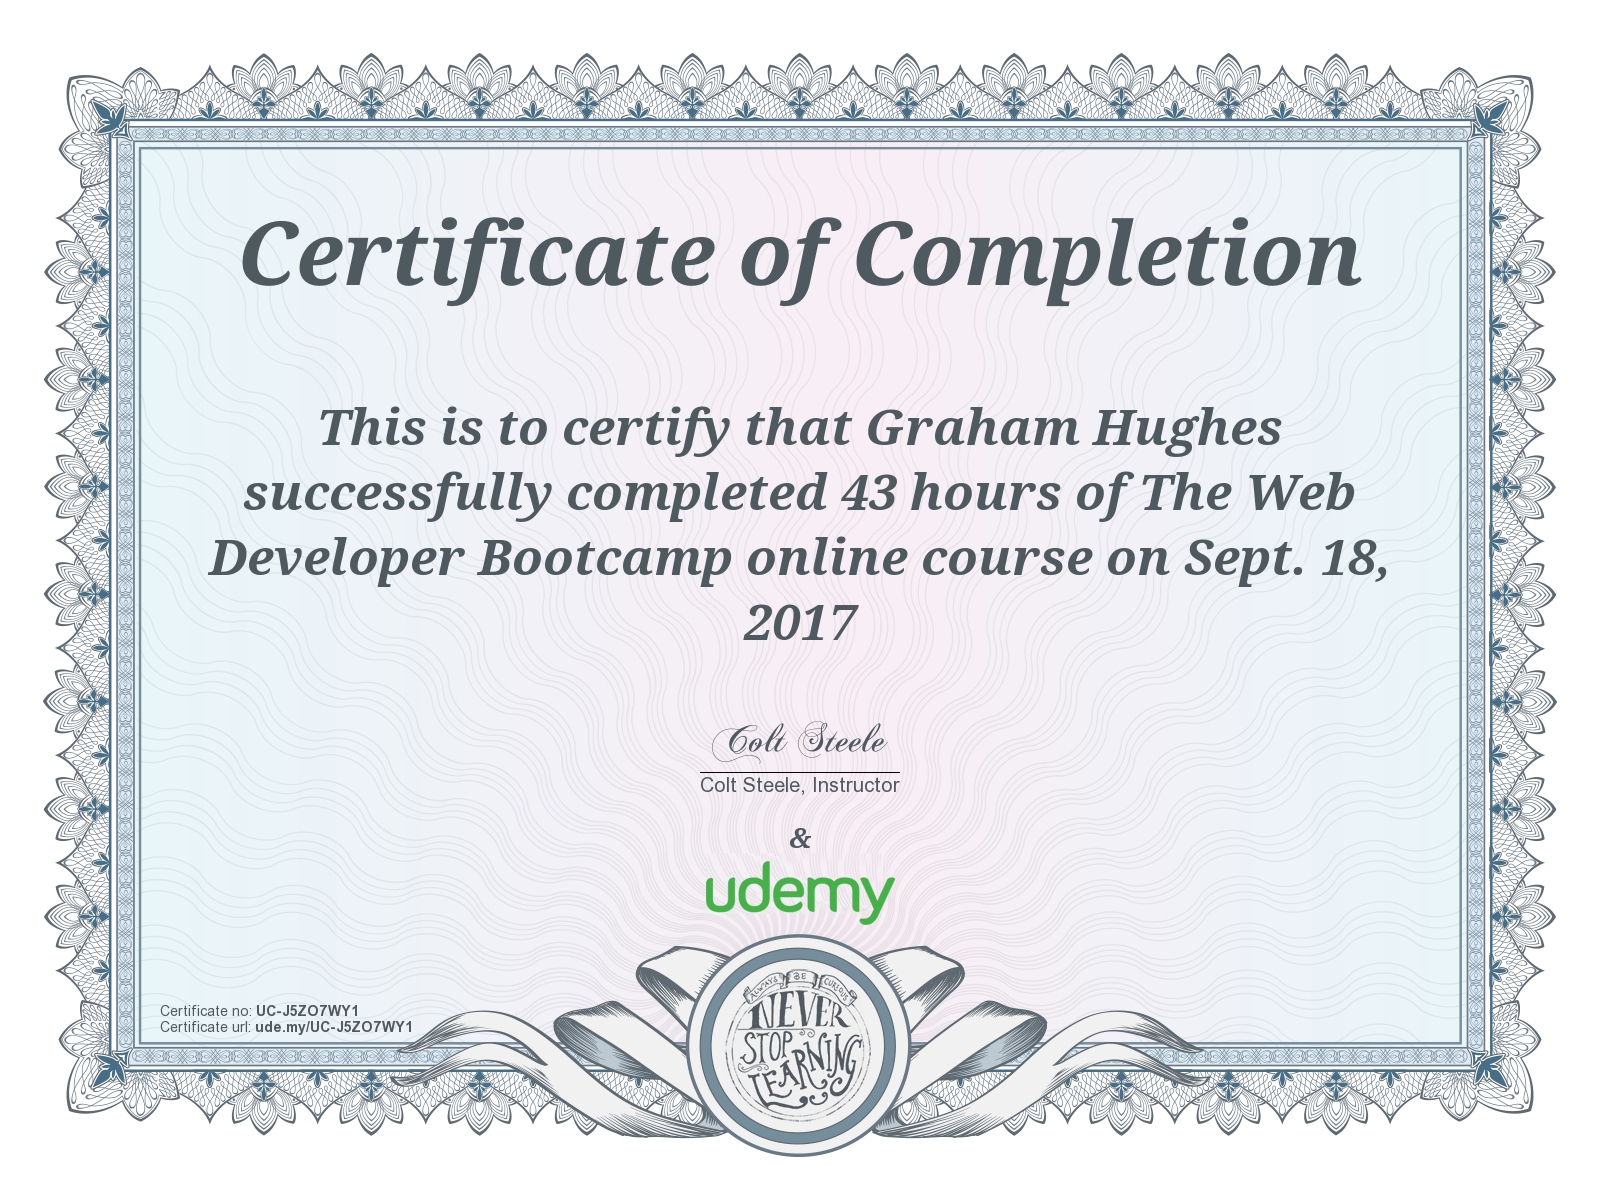 Certificate of Completion
This is to certify that Graham Hughes
successfully completed 43 hours of The Web
Developer Bootcamp online course on Sept. 18,
2017
Colt Steele
Colt Steele, Instructor
&
udemy
Certificate no: UC-J5ZO7WY1
Certificate url: ude.my/UC-J5ZO7WY1
ALWAYS BE CURIOUS
NEVER
STOP
LEARNING